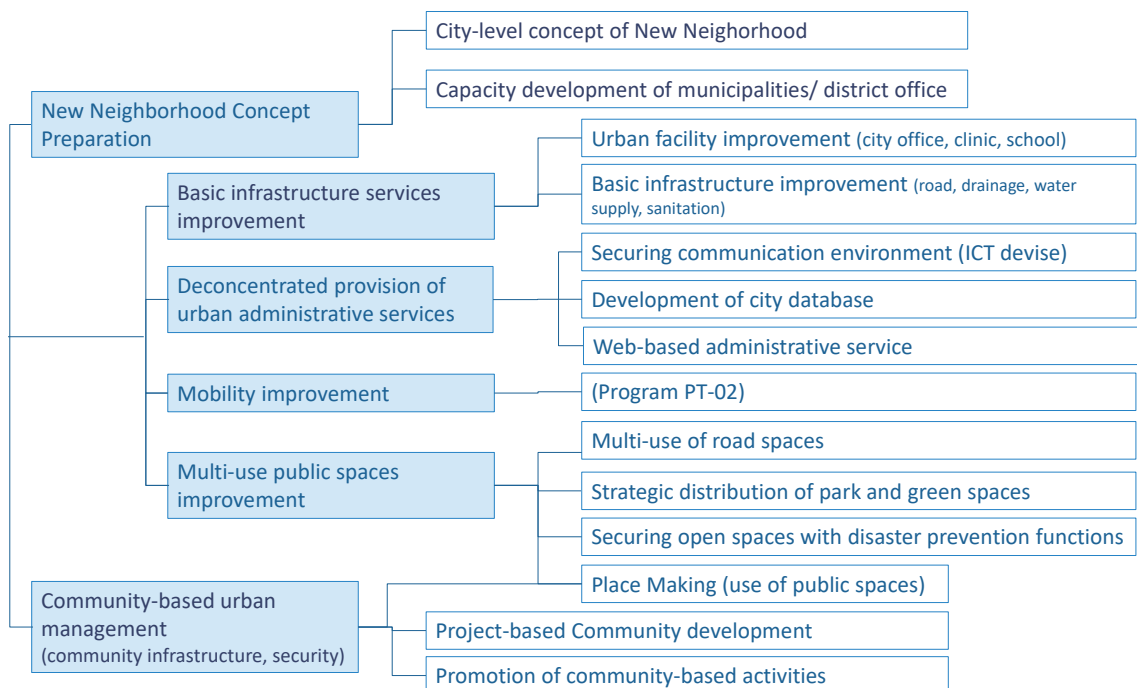 City-level concept of New Neighorhood
Capacity development of municipalities/ district office
New Neighborhood Concept
Preparation
Urban facility improvement (city office, clinic, school)
Basic infrastructure services
improvement
Basic infrastructure improvement (road, drainage, water
supply, sanitation)
Securing communication environment (ICT devise)
Deconcentrated provision of
urban administrative services
Development of city database
Web-based administrative service
Mobility improvement
(Program PT-02)
Multi-use of road spaces
Multi-use public spaces
improvement
Strategic distribution of park and green spaces
Securing open spaces with disaster prevention functions
Place Making (use of public spaces)
Community-based urban
management
(community infrastructure, security)
Project-based Community development
Promotion of community-based activities